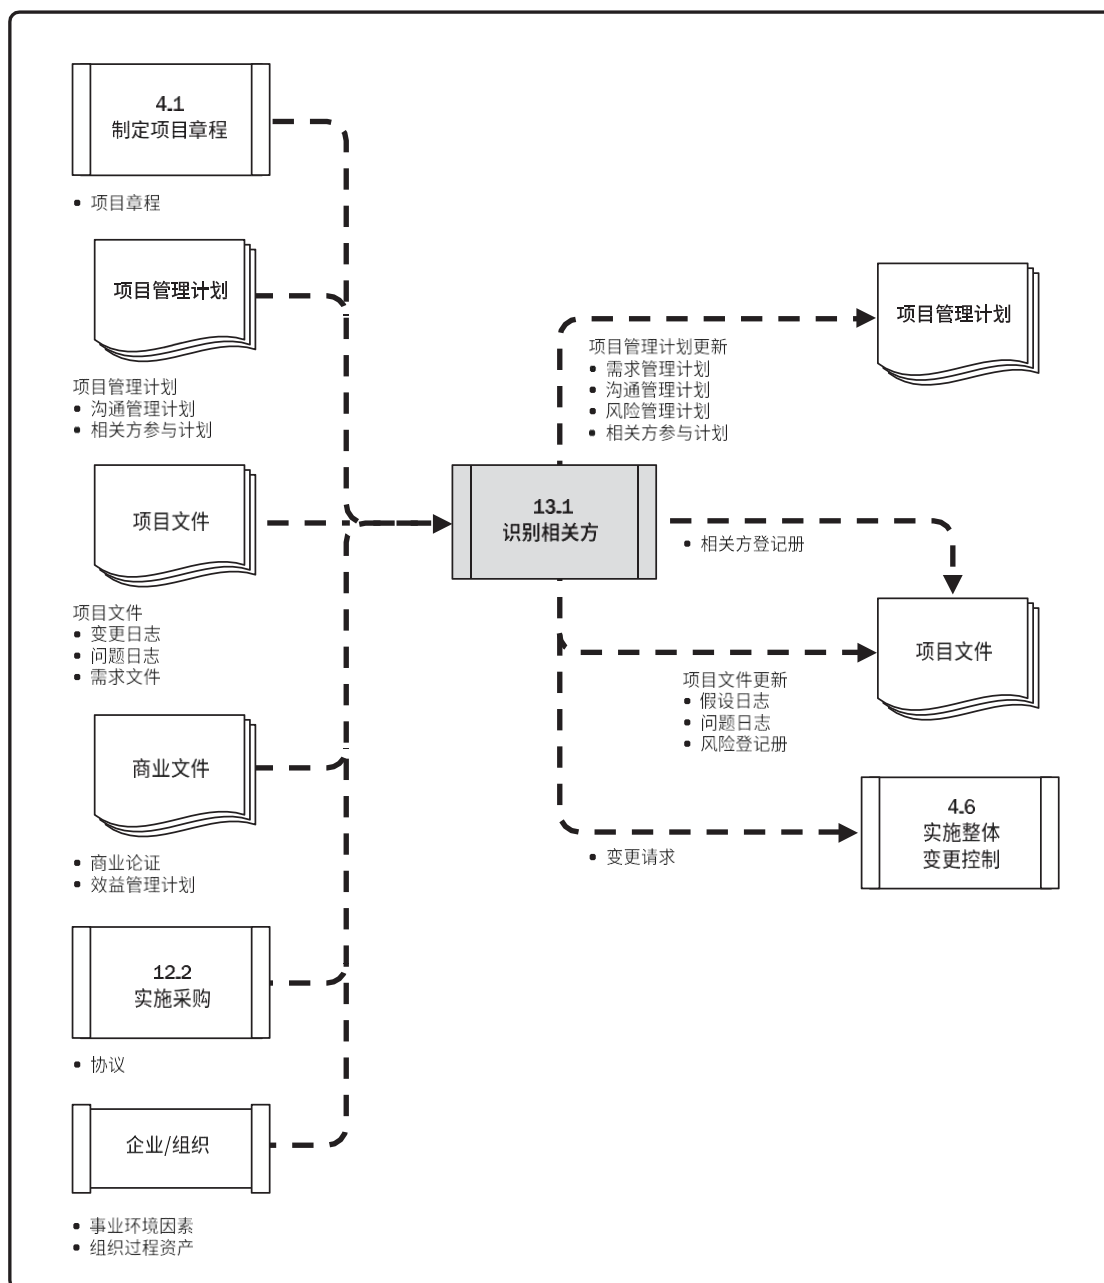 4.1
制定项目章程
• 项目章程
项目管理计划
项目管理计划
• 沟通管理计划
• 相关方参与计划
项目文件
项目文件
• 变更日志
• 问题日志
• 需求文件
商业文件
• 商业论证
• 效益管理计划
12.2
实施采购
• 协议
企业/组织
• 事业环境因素
• 组织过程资产
13.1
识别相关方
项目管理计划更新
• 需求管理计划
• 沟通管理计划
• 风险管理计划
• 相关方参与计划
项目管理计划
• 相关方登记册
项目文件
项目文件更新
• 假设日志
• 问题日志
• 风险登记册
• 变更请求
4.6
实施整体
变更控制